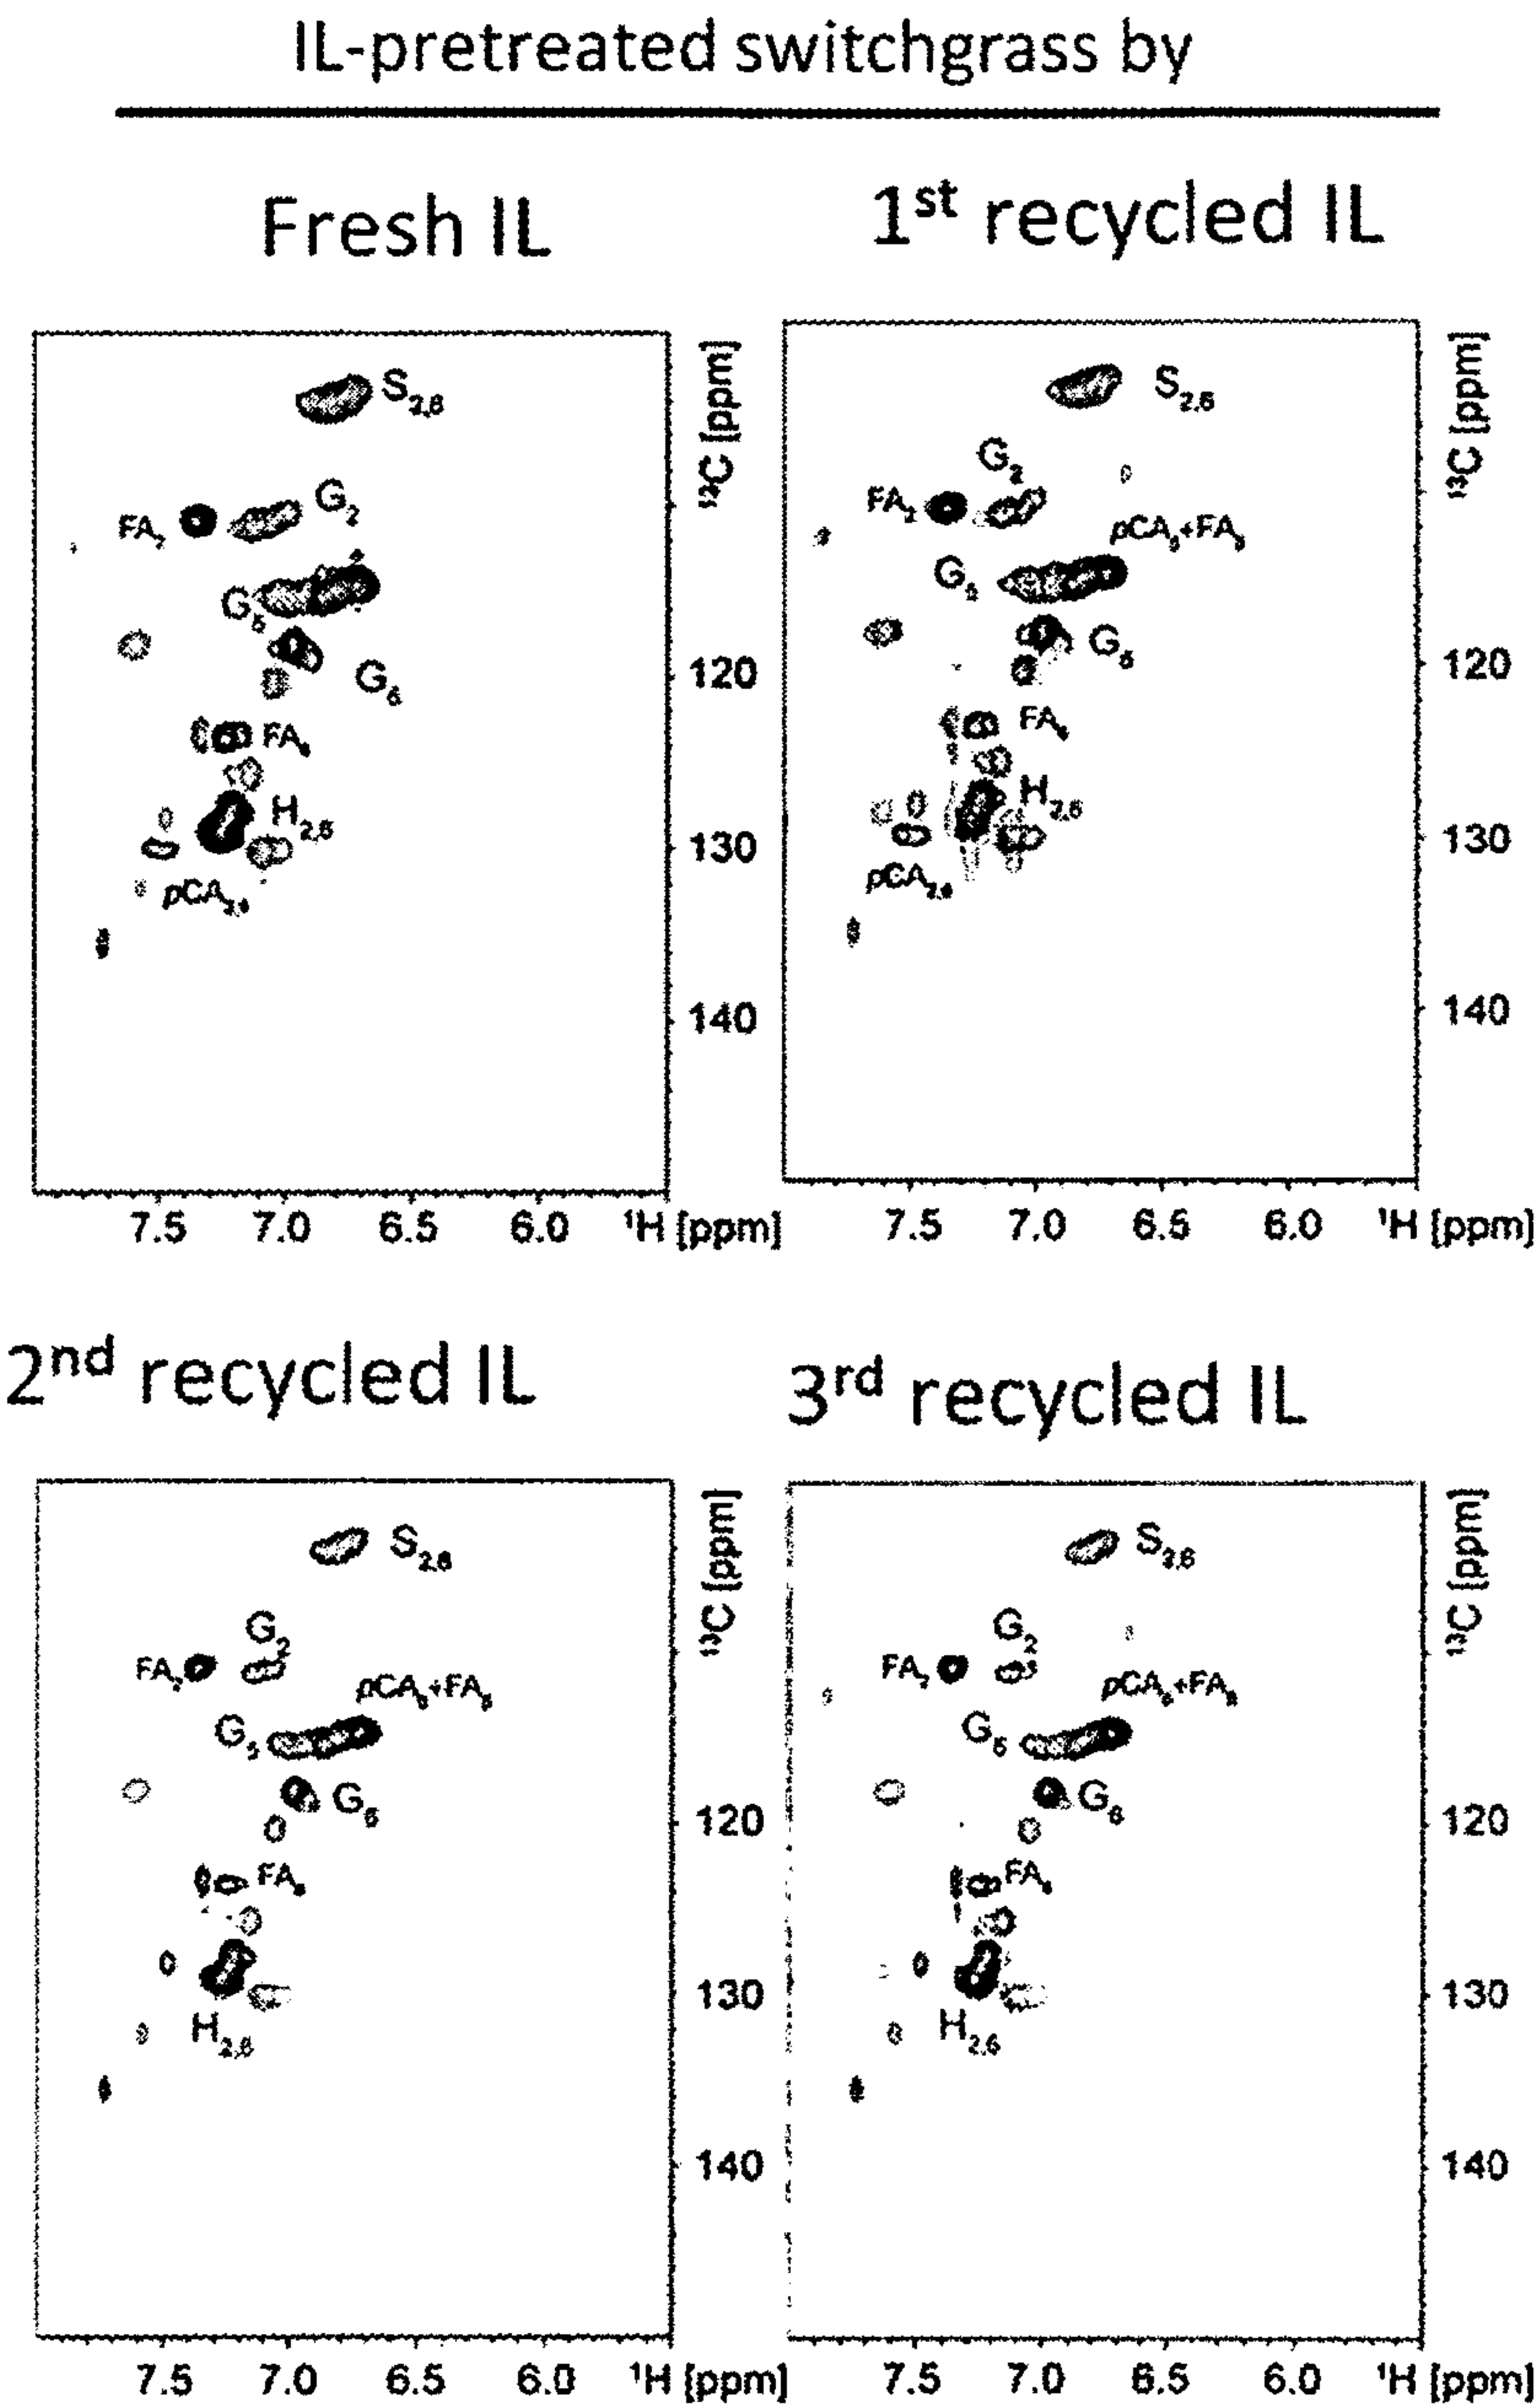 IL-pretreated switchgrass by
Fresh IL
1st recycled IL
S2,6
G2
FA2
G5
G6
FA6
H2,6
pCA2,6
13C [ppm]
120
130
140
7.5 7.0 6.5 6.0 1H [ppm]
S2,6
G2
FA2
pCA5+FA5
G5
G6
FA6
H2,6
pCA2,6
13C [ppm]
120
130
140
7.5 7.0 6.5 6.0 1H [ppm]
2nd recycled IL
3rd recycled IL
S2,6
G2
FA2
pCA5+FA5
G5
G6
FA6
H2,6
13C [ppm]
120
130
140
7.5 7.0 6.5 6.0 1H [ppm]
S2,6
G2
FA2
pCA5+FA5
G5
G6
FA6
H2,6
13C [ppm]
120
130
140
7.5 7.0 6.5 6.0 1H [ppm]